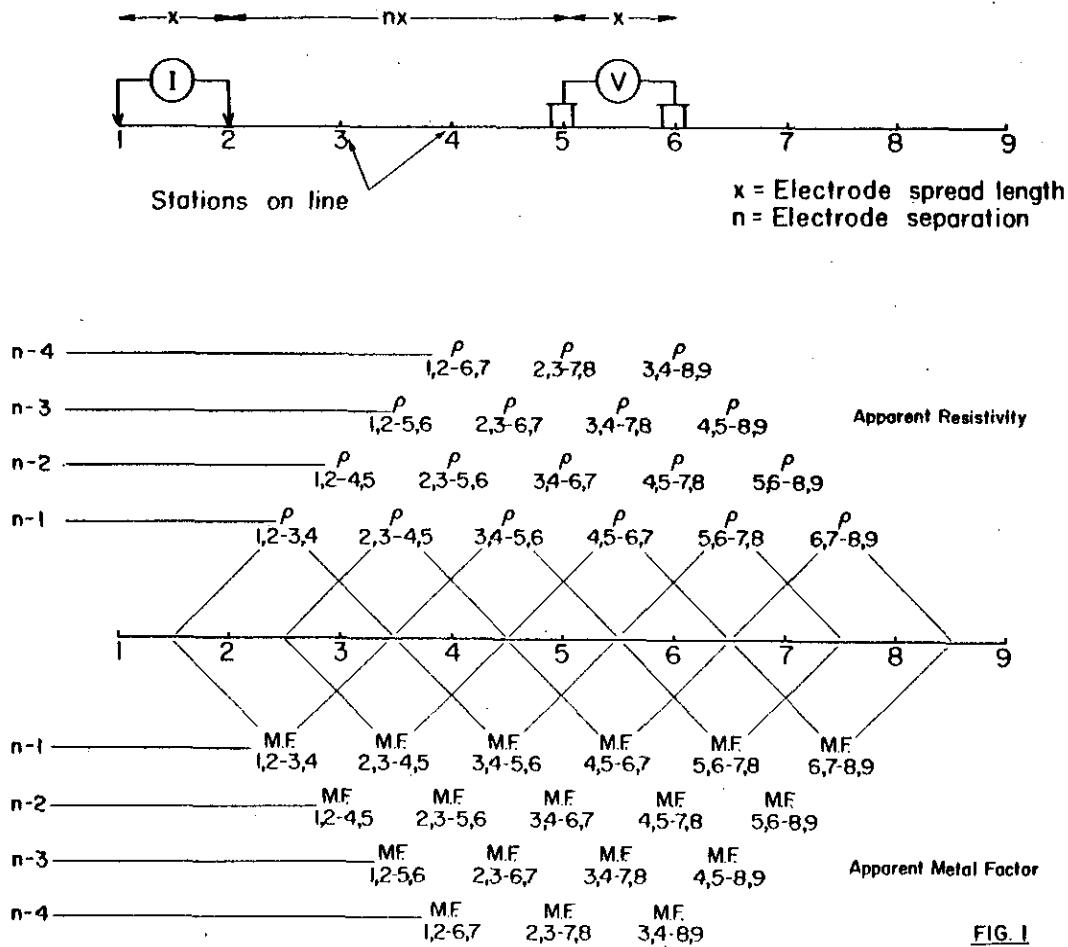 x nx x
I V
1 2 3 4 5 6 7 8 9
Stations on line
x = Electrode spread length
n = Electrode separation
n-4 ρ ρ ρ
1,2-6,7 2,3-7,8 3,4-8,9
n-3 ρ ρ ρ ρ
1,2-5,6 2,3-6,7 3,4-7,8 4,5-8,9 Apparent Resistivity
n-2 ρ ρ ρ ρ ρ
1,2-4,5 2,3-5,6 3,4-6,7 4,5-7,8 5,6-8,9
n-1 ρ ρ ρ ρ ρ ρ
1,2-3,4 2,3-4,5 3,4-5,6 4,5-6,7 5,6-7,8 6,7-8,9
1 2 3 4 5 6 7 8 9
n-1 M.F. M.F. M.F. M.F. M.F. M.F.
1,2-3,4 2,3-4,5 3,4-5,6 4,5-6,7 5,6-7,8 6,7-8,9
n-2 M.F. M.F. M.F. M.F. M.F.
1,2-4,5 2,3-5,6 3,4-6,7 4,5-7,8 5,6-8,9
n-3 M.F. M.F. M.F. M.F.
1,2-5,6 2,3-6,7 3,4-7,8 4,5-8,9 Apparent Metal Factor
n-4 M.F. M.F. M.F.
1,2-6,7 2,3-7,8 3,4-8,9
FIG. 1